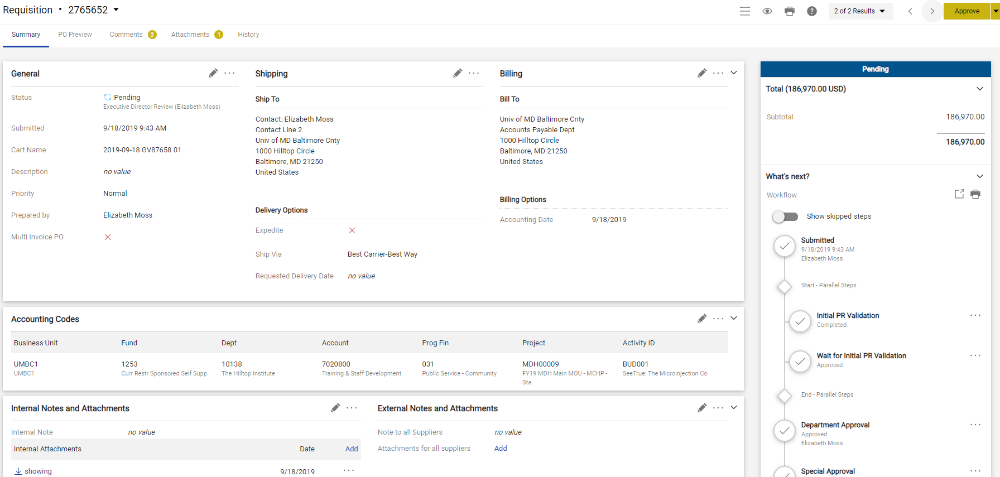 Requisition • 2765652
? 2 of 2 Results
Approve
Summary PO Preview Comments 3 Attachments 1 History
General
Status Pending
Executive Director Review (Elizabeth Moss)
Submitted 9/18/2019 9:43 AM
Cart Name 2019-09-18 GV87658 01
Description no value
Priority Normal
Prepared by Elizabeth Moss
Multi Invoice PO
Shipping
Ship To
Contact: Elizabeth Moss
Contact Line 2
Univ of MD Baltimore Cnty
1000 Hilltop Circle
Baltimore, MD 21250
United States
Delivery Options
Expedite
Ship Via Best Carrier-Best Way
Requested Delivery Date no value
Billing
Bill To
Univ of MD Baltimore Cnty
Accounts Payable Dept
1000 Hilltop Circle
Baltimore, MD 21250
United States
Billing Options
Accounting Date 9/18/2019
Accounting Codes
Business Unit Fund Dept Account Prog Fin Project Activity ID
UMBC1 1253 10138 7020800 031 MDH00009 BUD001
UMBC1 Curr Restr Sponsored Self Supp The Hilltop Institute Training & Staff Development Public Service - Community FY19 MDH Main MOU - MCHP - SeeTrue: The Microinjection Co
Sta
Internal Notes and Attachments
Internal Note no value
Internal Attachments Date Add
showing 9/18/2019
External Notes and Attachments
Note to all Suppliers no value
Attachments for all suppliers Add
Pending
Total (186,970.00 USD)
Subtotal 186,970.00
186,970.00
What's next?
Workflow
Show skipped steps
Submitted
9/18/2019 9:43 AM
Elizabeth Moss
Start - Parallel Steps
Initial PR Validation
Completed
Wait for Initial PR Validation
Approved
End - Parallel Steps
Department Approval
Approved
Elizabeth Moss
Special Approval